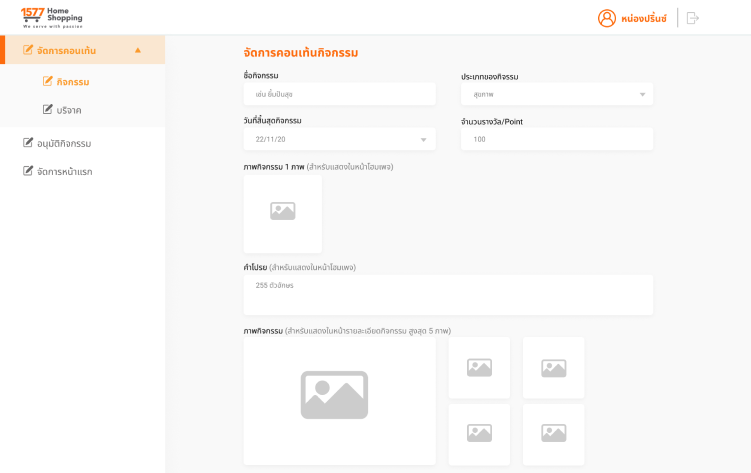 1577 Home Shopping
We serve with passion
หน่องปริ้นซ์
จัดการคอนเท้น
กิจกรรม
บริจาค
อนุมัติกิจกรรม
จัดการหน้าแรก
จัดการคอนเท้นกิจกรรม
ชื่อกิจกรรม
ประเภทของกิจกรรม
เช่น ชื้นปันสุข
สุขภาพ
วันที่สิ้นสุดกิจกรรม
จำนวนรางวัล/Point
22/11/20
100
ภาพกิจกรรม 1 ภาพ (สำหรับแสดงในหน้าโฮมเพจ)
คำโปรย (สำหรับแสดงในหน้าโฮมเพจ)
255 ตัวอักษร
ภาพกิจกรรม (สำหรับแสดงในหน้ารายละเอียดกิจกรรม สูงสุด 5 ภาพ)